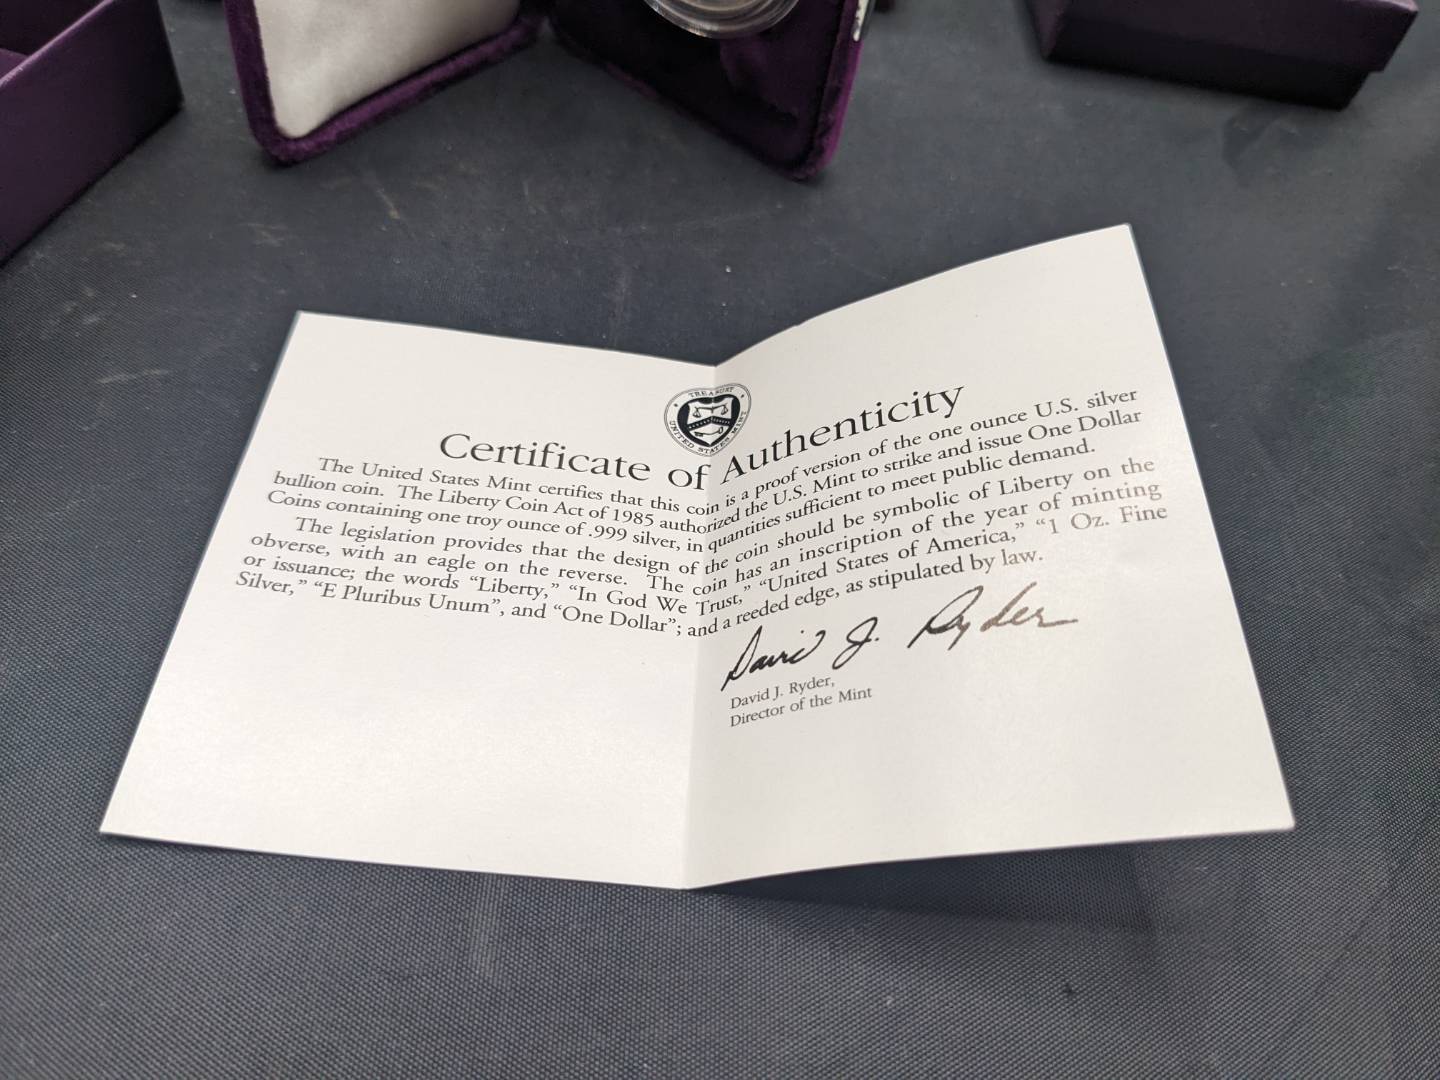 TREASURY
UNITED STATES MINT
Certificate of Authenticity
The United States Mint certifies that this coin is a proof version of the one ounce U.S. silver
bullion coin. The Liberty Coin Act of 1985 authorized the U.S. Mint to strike and issue One Dollar
Coins containing one troy ounce of .999 silver, in quantities sufficient to meet public demand.
The legislation provides that the design of the coin should be symbolic of Liberty on the
obverse, with an eagle on the reverse. The coin has an inscription of the year of minting
or issuance; the words “Liberty,” “In God We Trust,” “United States of America,” “1 Oz. Fine
Silver,” “E Pluribus Unum”, and “One Dollar”; and a reeded edge, as stipulated by law.
David J. Ryder
David J. Ryder,
Director of the Mint